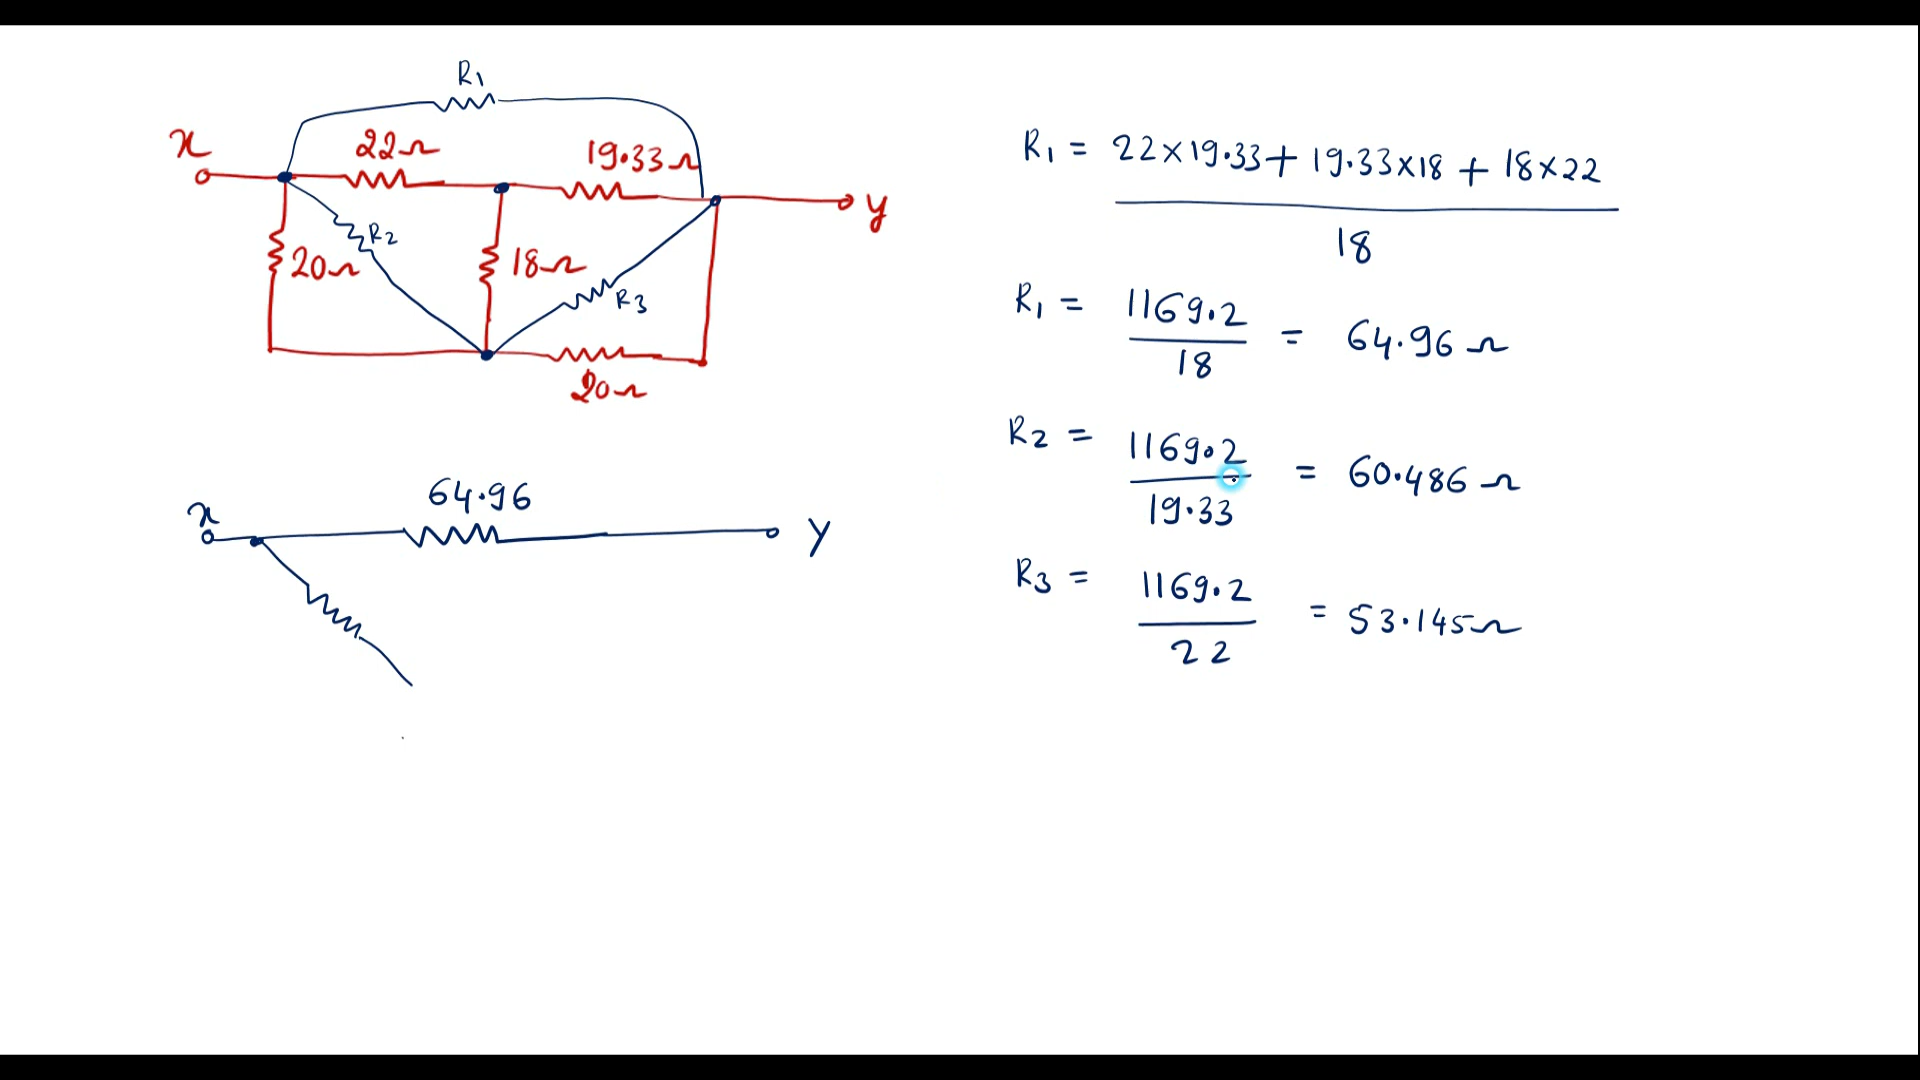 R1
x
22Ω
19.33Ω
y
R2
20Ω
18Ω
R3
20Ω
x
64.96
y
R1 = 22×19.33 + 19.33×18 + 18×22
18
R1 = 1169.2 / 18 = 64.96 Ω
R2 = 1169.2 / 19.33 = 60.486 Ω
R3 = 1169.2 / 22 = 53.145Ω